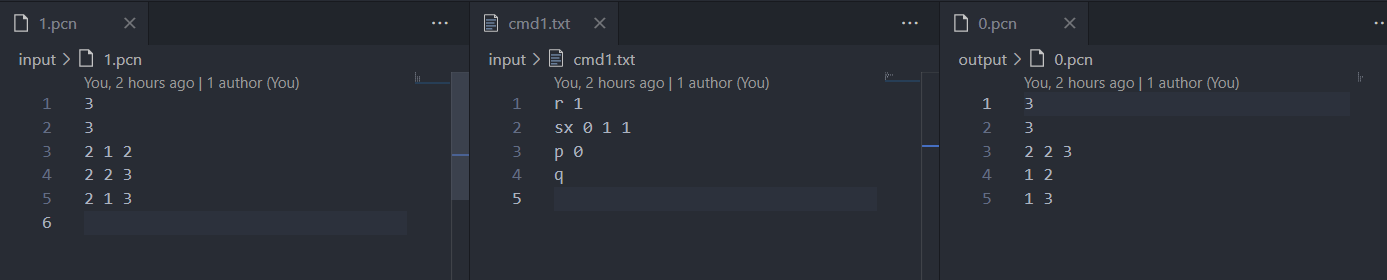 1.pcn
input > 1.pcn
You, 2 hours ago | 1 author (You)
1 3
2 3
3 2 1 2
4 2 2 3
5 2 1 3
6
cmd1.txt
input > cmd1.txt
You, 2 hours ago | 1 author (You)
1 r 1
2 sx 0 1 1
3 p 0
4 q
5
0.pcn
output > 0.pcn
You, 2 hours ago | 1 author (You)
1 3
2 3
3 2 2 3
4 1 2
5 1 3